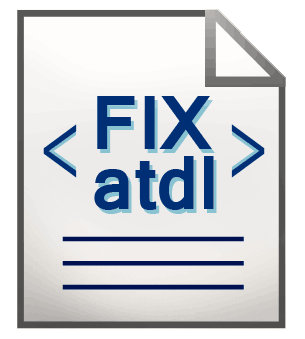 <FIX
atdl>